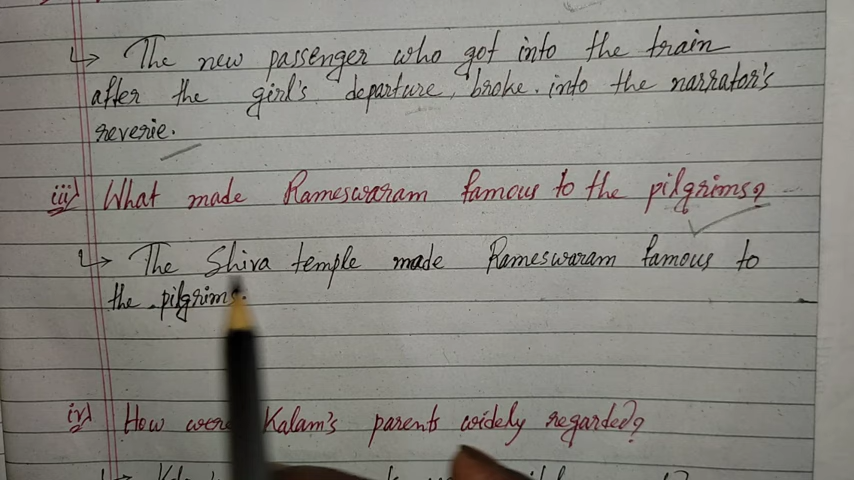 ↳ The new passenger who got into the train
after the girl's departure, broke into the narrator's
reverie.
iii) What made Rameswaram famous to the pilgrims?
↳ The Shiva temple made Rameswaram famous to
the pilgrims.
iv) How were Kalam's parents widely regarded?